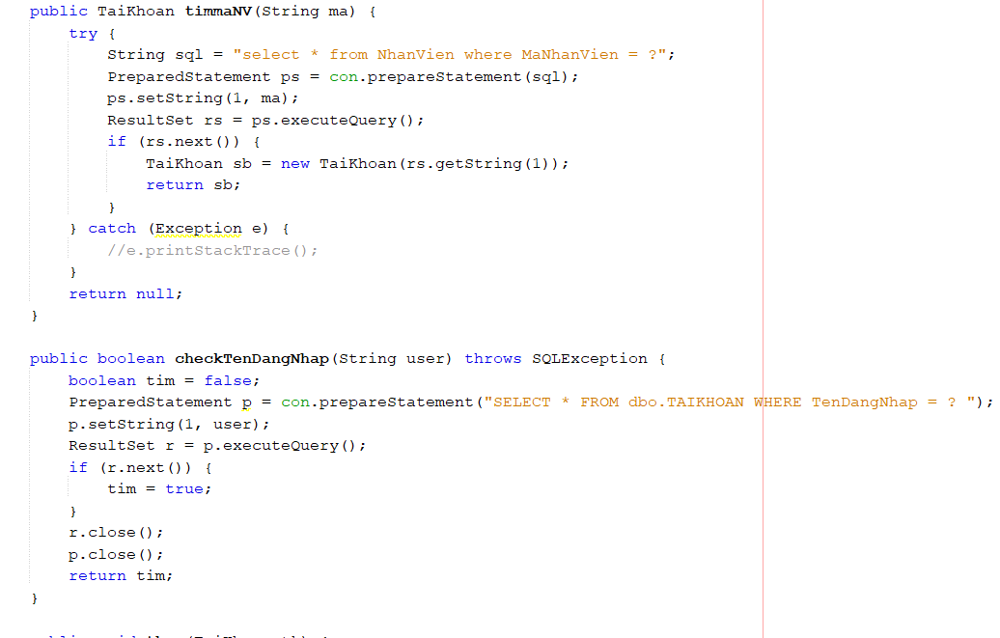 public TaiKhoan timmaNV(String ma) {
try {
String sql = "select * from NhanVien where MaNhanVien = ?";
PreparedStatement ps = con.prepareStatement(sql);
ps.setString(1, ma);
ResultSet rs = ps.executeQuery();
if (rs.next()) {
TaiKhoan sb = new TaiKhoan(rs.getString(1));
return sb;
}
} catch (Exception e) {
//e.printStackTrace();
}
return null;
}
public boolean checkTenDangNhap(String user) throws SQLException {
boolean tim = false;
PreparedStatement p = con.prepareStatement("SELECT * FROM dbo.TAIKHOAN WHERE TenDangNhap = ? ");
p.setString(1, user);
ResultSet r = p.executeQuery();
if (r.next()) {
tim = true;
}
r.close();
p.close();
return tim;
}